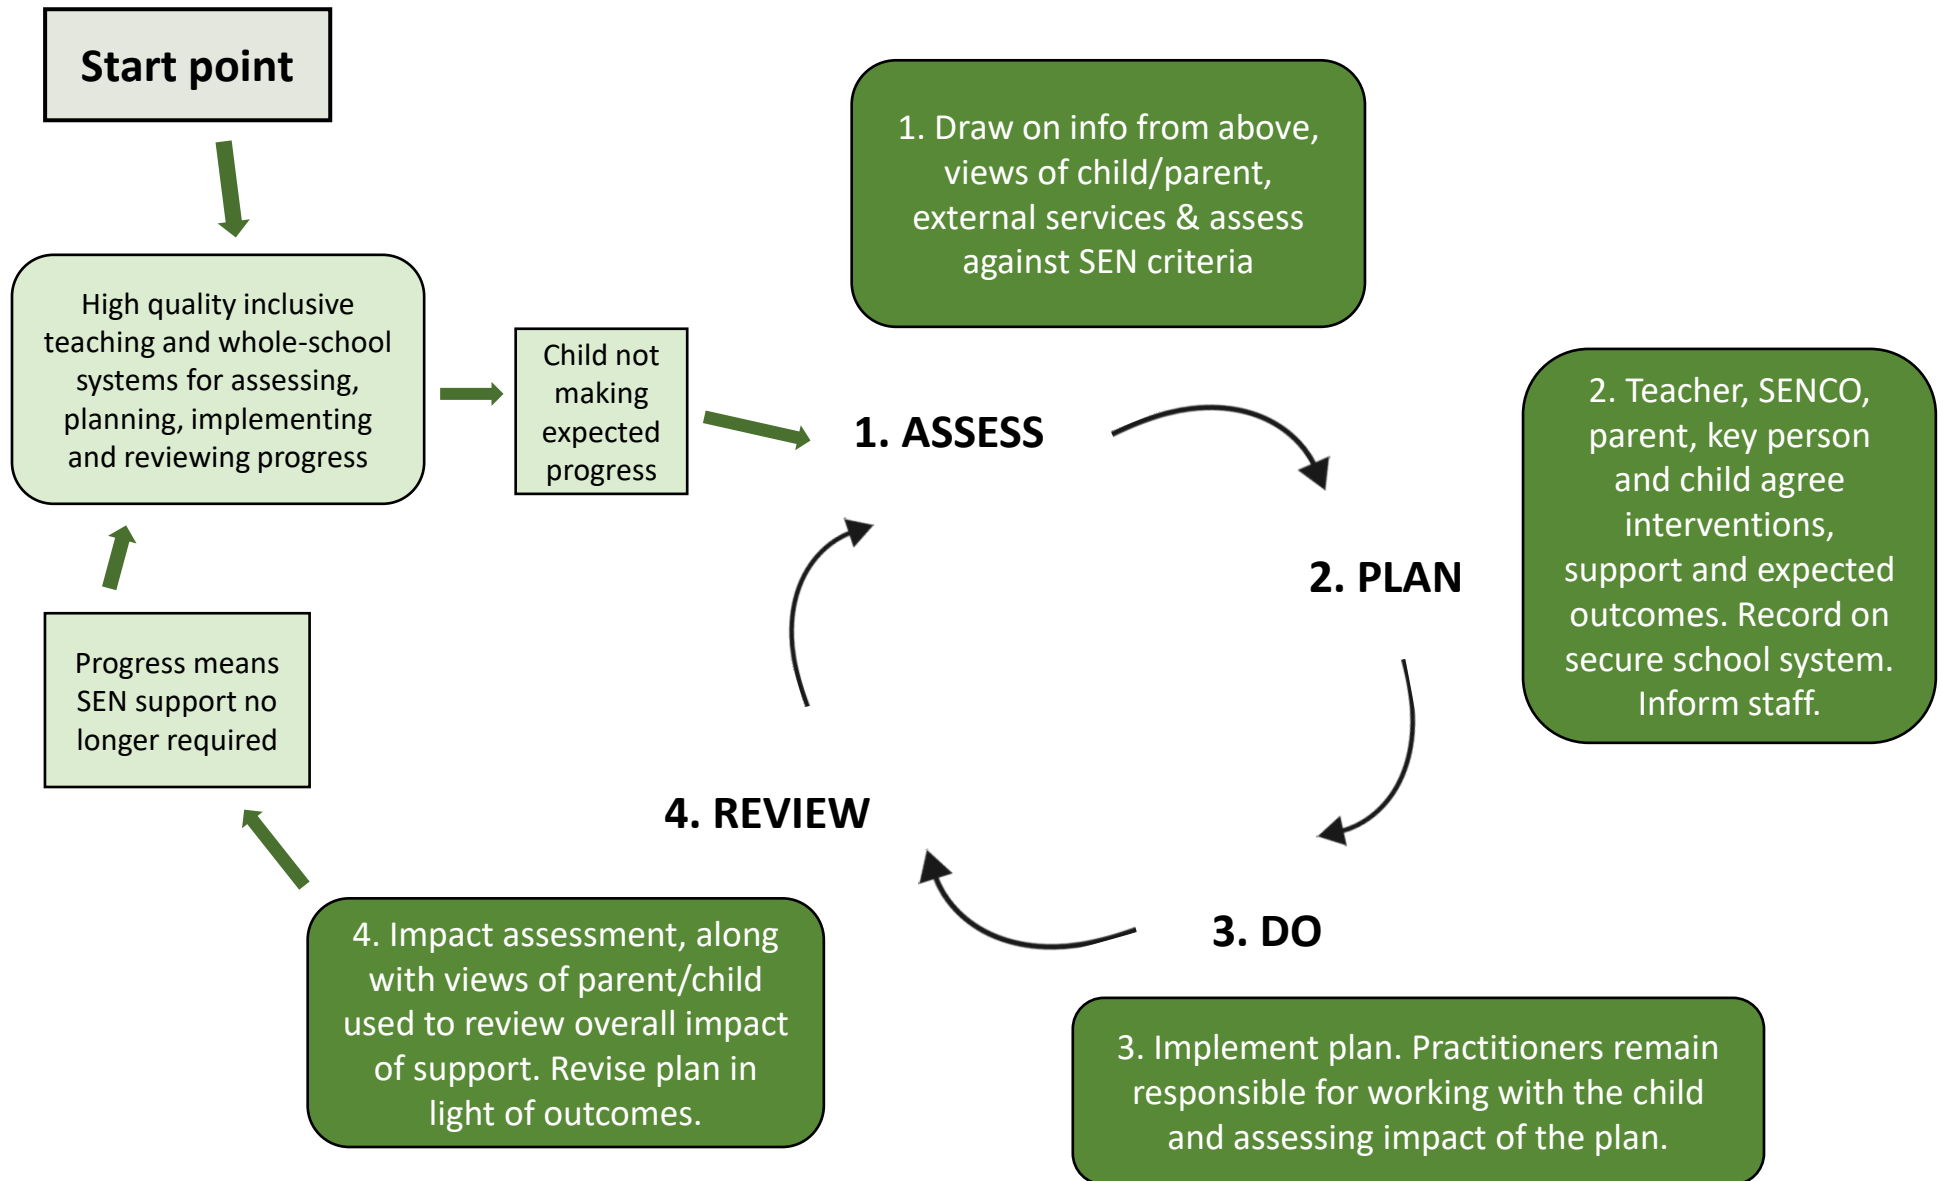 Start point
High quality inclusive
teaching and whole-school
systems for assessing,
planning, implementing
and reviewing progress
Child not
making
expected
progress
1. ASSESS
1. Draw on info from above,
views of child/parent,
external services & assess
against SEN criteria
2. PLAN
2. Teacher, SENCO,
parent, key person
and child agree
interventions,
support and expected
outcomes. Record on
secure school system.
Inform staff.
3. DO
3. Implement plan. Practitioners remain
responsible for working with the child
and assessing impact of the plan.
4. REVIEW
4. Impact assessment, along
with views of parent/child
used to review overall impact
of support. Revise plan in
light of outcomes.
Progress means
SEN support no
longer required